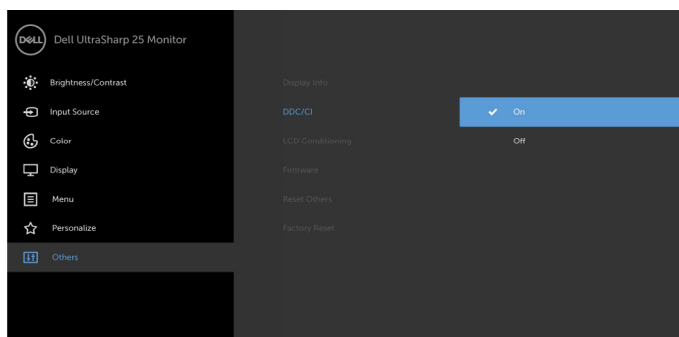 DELL Dell UltraSharp 25 Monitor
Brightness/Contrast
Input Source
Color
Display
Menu
Personalize
Others
Display Info
DDC/CI
LCD Conditioning
Firmware
Reset Others
Factory Reset
On
Off